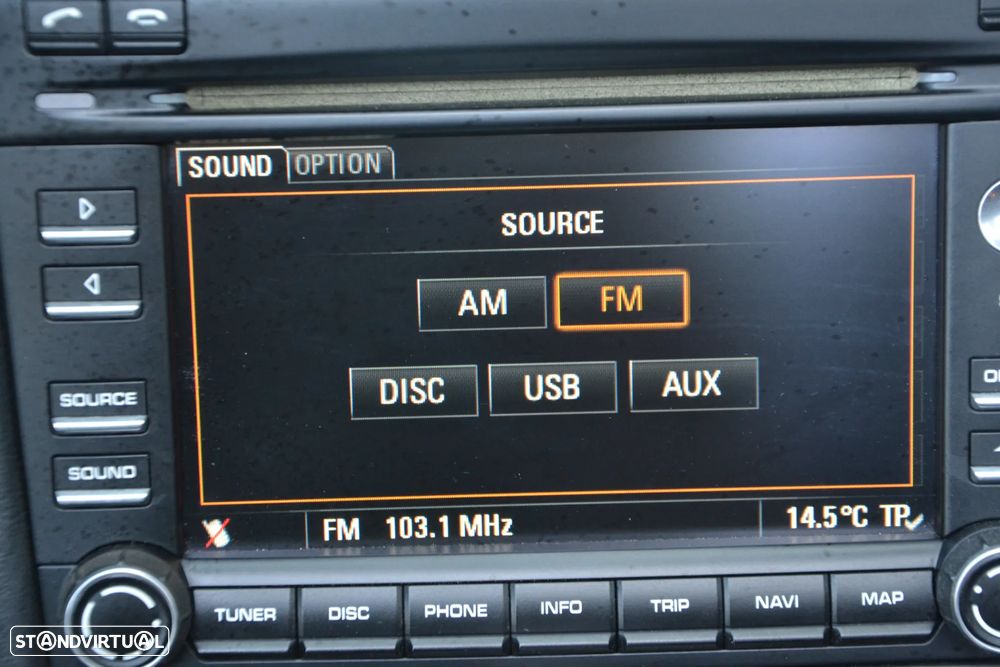 SOUND OPTION
SOURCE
AM FM
DISC USB AUX
SOURCE
SOUND
FM 103.1 MHz 14.5°C TP
TUNER DISC PHONE INFO TRIP NAVI MAP
STANDVIRTUAL